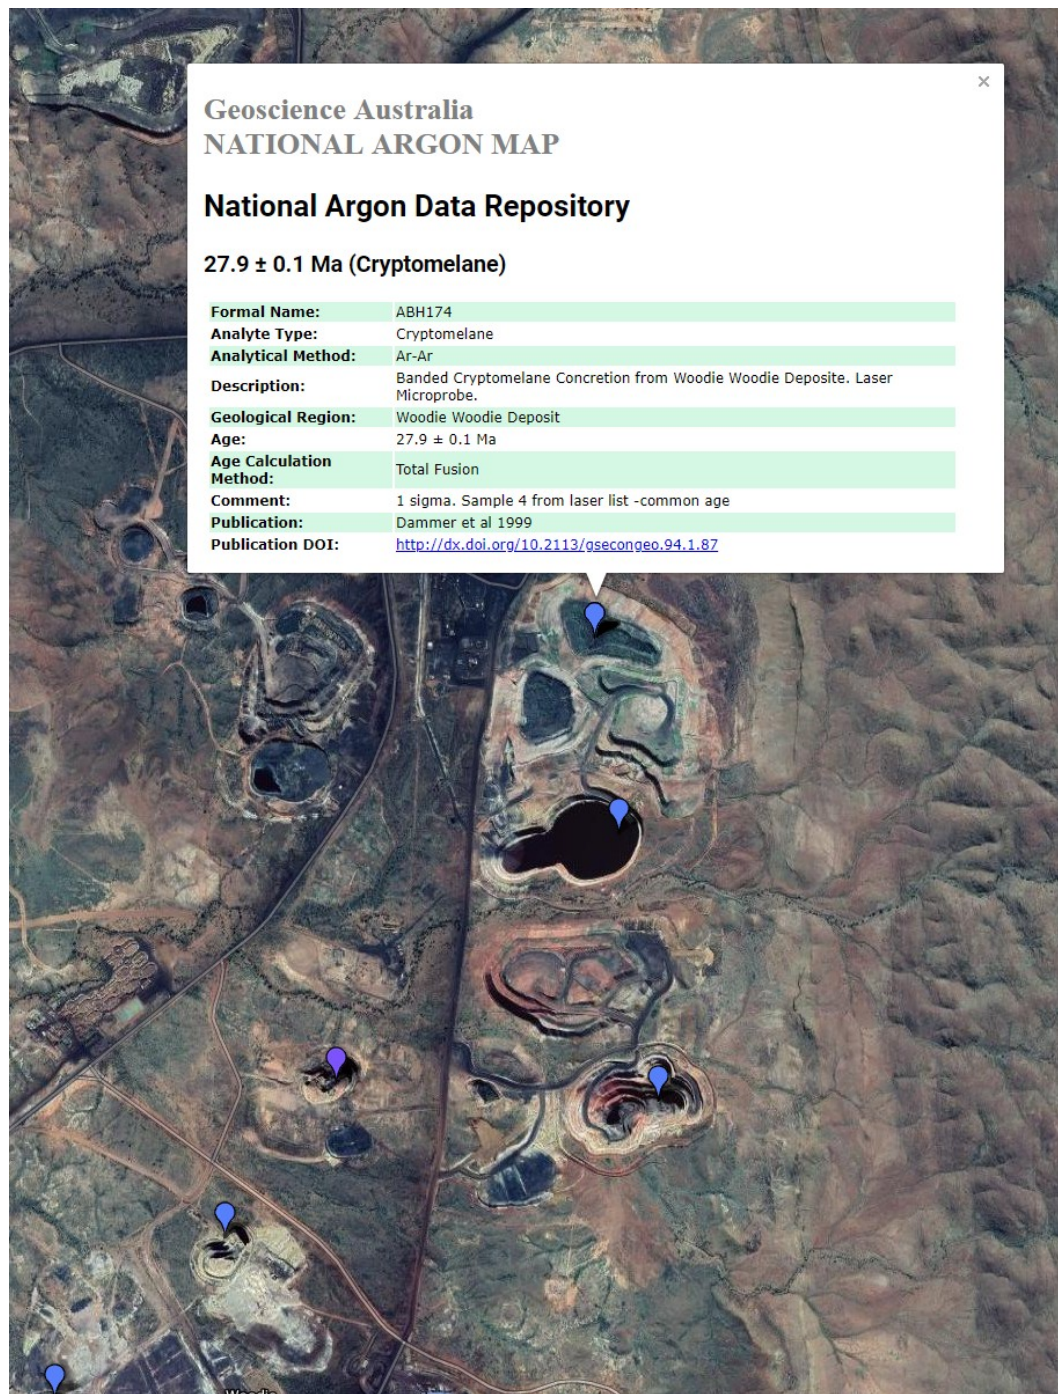 ×
Geoscience Australia
NATIONAL ARGON MAP
National Argon Data Repository
27.9 ± 0.1 Ma (Cryptomelane)
Formal Name: ABH174
Analyte Type: Cryptomelane
Analytical Method: Ar-Ar
Description: Banded Cryptomelane Concretion from Woodie Woodie Deposite. Laser
Microprobe.
Geological Region: Woodie Woodie Deposit
Age: 27.9 ± 0.1 Ma
Age Calculation
Method: Total Fusion
Comment: 1 sigma. Sample 4 from laser list -common age
Publication: Dammer et al 1999
Publication DOI: http://dx.doi.org/10.2113/gsecongeo.94.1.87
Woodie